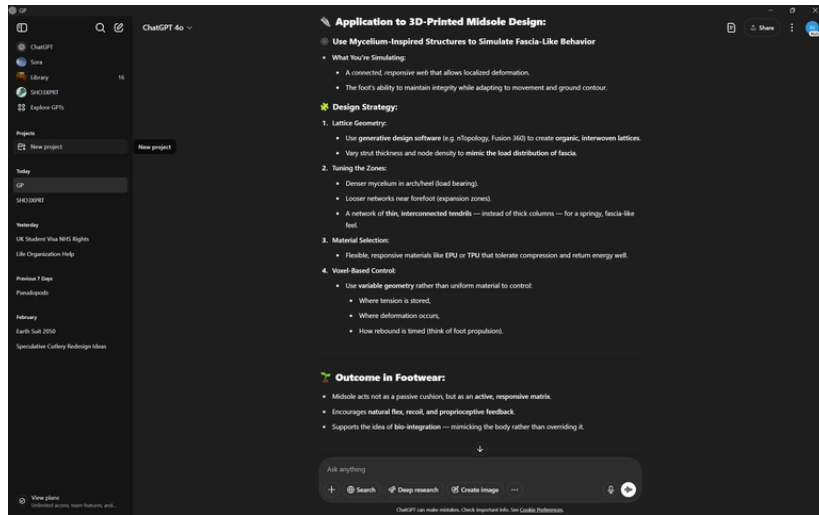 GP
ChatGPT
Sora
Library 16
SHO3XPRT
Explore GPTs
Projects
New project
New project
Today
GP
SHO3XPRT
Yesterday
UK Student Visa NHS Rights
Life Organization Help
Previous 7 Days
Pseudopods
February
Earth Suit 2050
Speculative Cutlery Redesign Ideas
View plans
Unlimited access, team features, and...
ChatGPT 4o
Share
Application to 3D-Printed Midsole Design:
Use Mycelium-Inspired Structures to Simulate Fascia-Like Behavior
• What You're Simulating:
• A connected, responsive web that allows localized deformation.
• The foot's ability to maintain integrity while adapting to movement and ground contour.
Design Strategy:
1. Lattice Geometry:
• Use generative design software (e.g. nTopology, Fusion 360) to create organic, interwoven lattices.
• Vary strut thickness and node density to mimic the load distribution of fascia.
2. Tuning the Zones:
• Denser mycelium in arch/heel (load bearing).
• Looser networks near forefoot (expansion zones).
• A network of thin, interconnected tendrils — instead of thick columns — for a springy, fascia-like
feel.
3. Material Selection:
• Flexible, responsive materials like EPU or TPU that tolerate compression and return energy well.
4. Voxel-Based Control:
• Use variable geometry rather than uniform material to control:
• Where tension is stored,
• Where deformation occurs,
• How rebound is timed (think of foot propulsion).
Outcome in Footwear:
• Midsole acts not as a passive cushion, but as an active, responsive matrix.
• Encourages natural flex, recoil, and proprioceptive feedback.
• Supports the idea of bio-integration — mimicking the body rather than overriding it.
Ask anything
Search Deep research Create image
ChatGPT can make mistakes. Check important info. See Cookie Preferences.